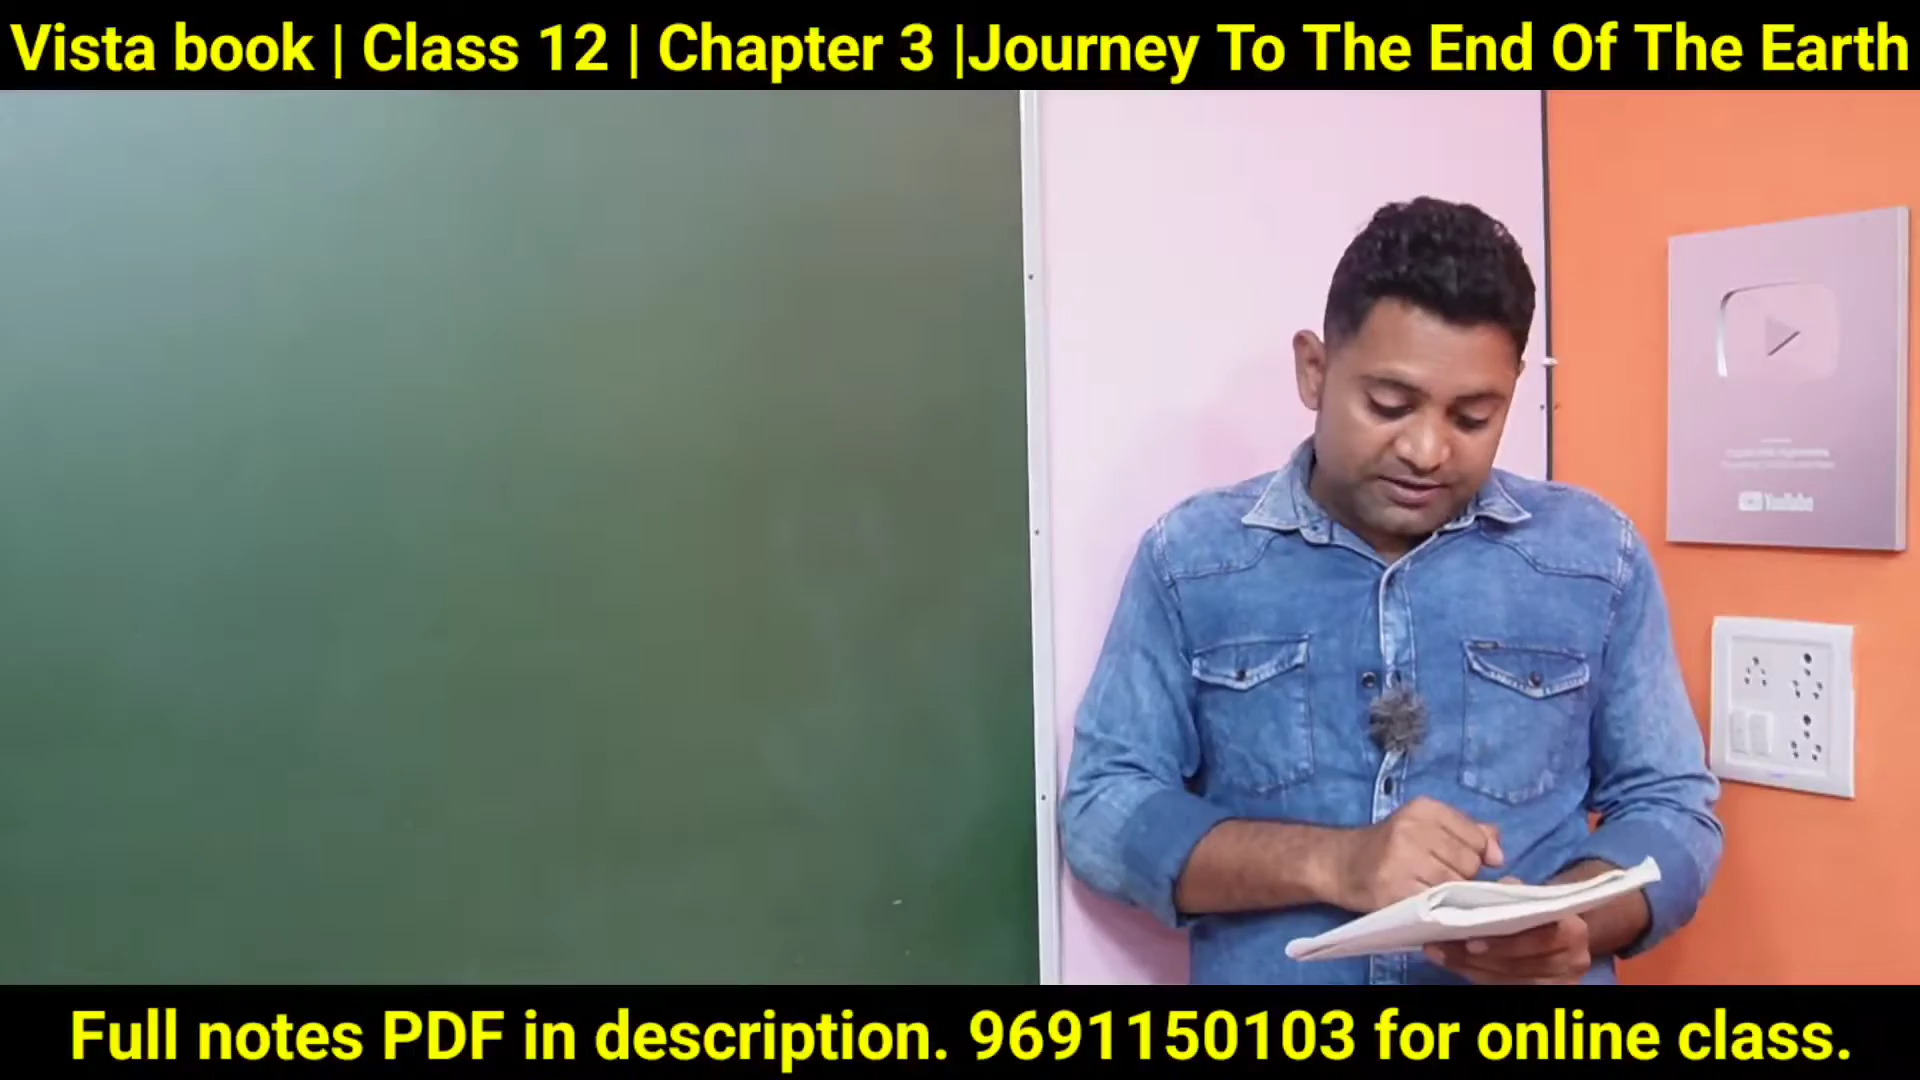 Vista book | Class 12 | Chapter 3 |Journey To The End Of The Earth
YouTube
Full notes PDF in description. 9691150103 for online class.